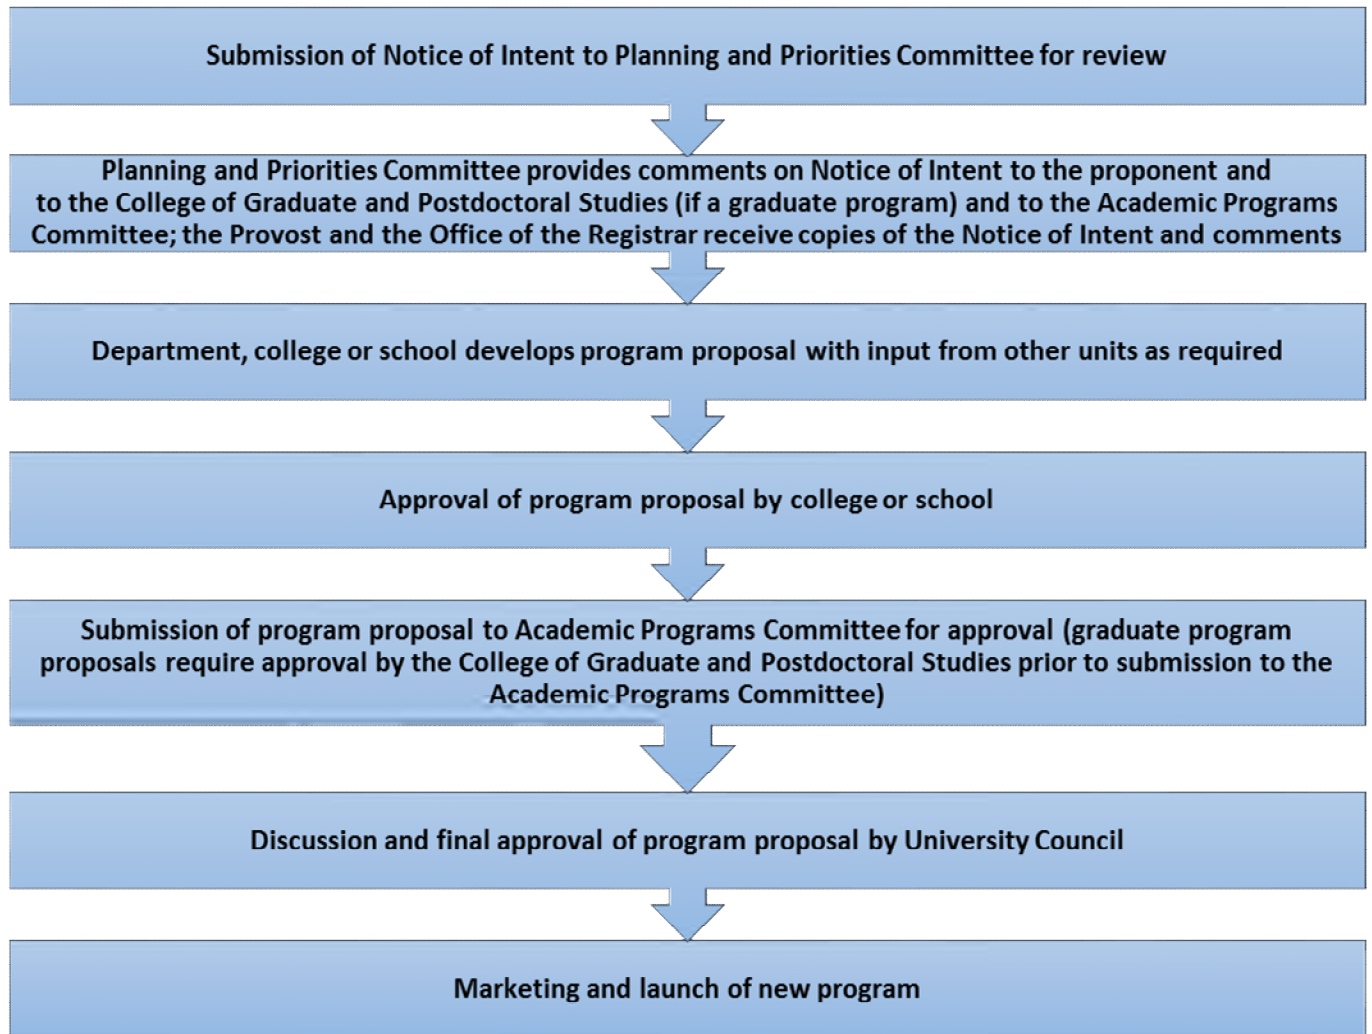 Submission of Notice of Intent to Planning and Priorities Committee for review
Planning and Priorities Committee provides comments on Notice of Intent to the proponent and
to the College of Graduate and Postdoctoral Studies (if a graduate program) and to the Academic Programs
Committee; the Provost and the Office of the Registrar receive copies of the Notice of Intent and comments
Department, college or school develops program proposal with input from other units as required
Approval of program proposal by college or school
Submission of program proposal to Academic Programs Committee for approval (graduate program
proposals require approval by the College of Graduate and Postdoctoral Studies prior to submission to the
Academic Programs Committee)
Discussion and final approval of program proposal by University Council
Marketing and launch of new program